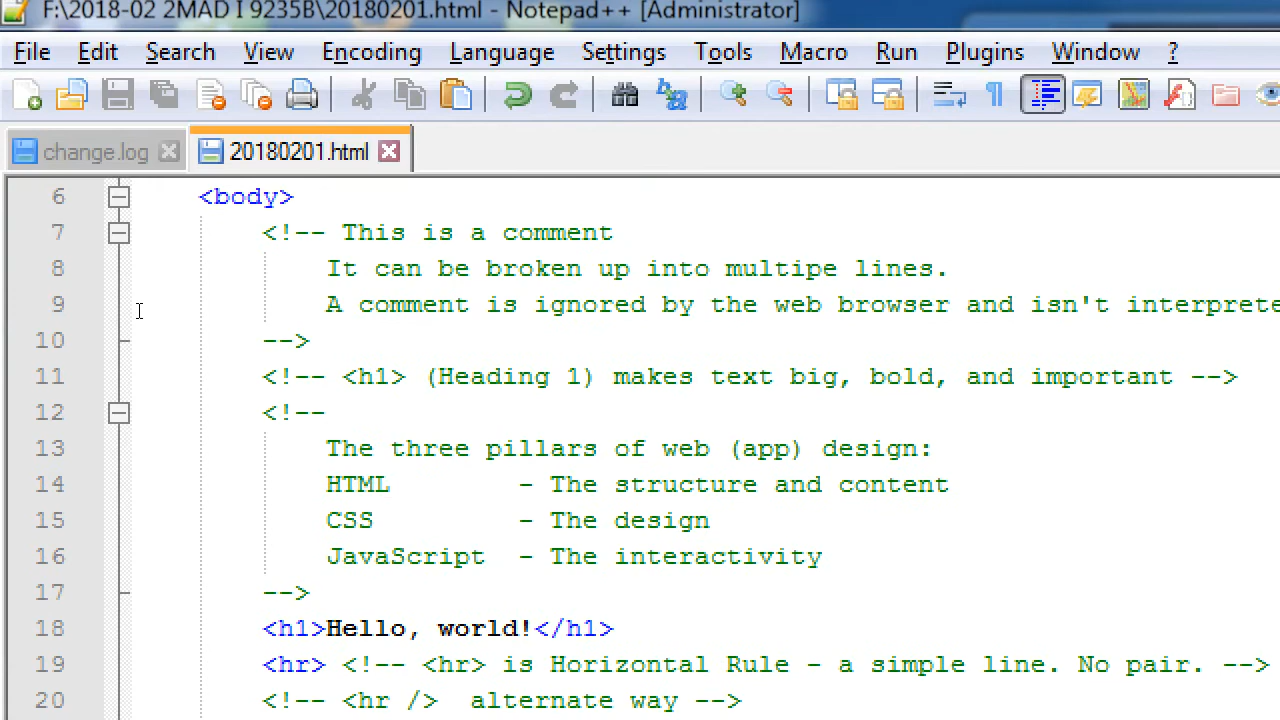 F:\2018-02 2MAD I 9235B\20180201.html - Notepad++ [Administrator]
File Edit Search View Encoding Language Settings Tools Macro Run Plugins Window ?
change.log 20180201.html
6 <body>
7 <!-- This is a comment
8 It can be broken up into multipe lines.
9 A comment is ignored by the web browser and isn't interprete
10 -->
11 <!-- <h1> (Heading 1) makes text big, bold, and important -->
12 <!--
13 The three pillars of web (app) design:
14 HTML - The structure and content
15 CSS - The design
16 JavaScript - The interactivity
17 -->
18 <h1>Hello, world!</h1>
19 <hr> <!-- <hr> is Horizontal Rule - a simple line. No pair. -->
20 <!-- <hr /> alternate way -->